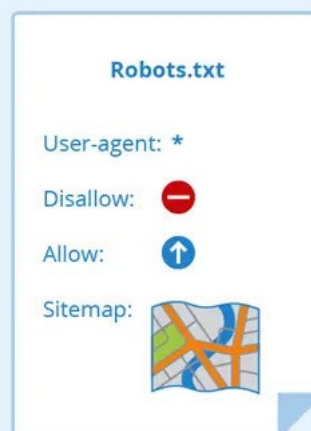 Robots.txt
User-agent: *
Disallow:
Allow:
Sitemap: